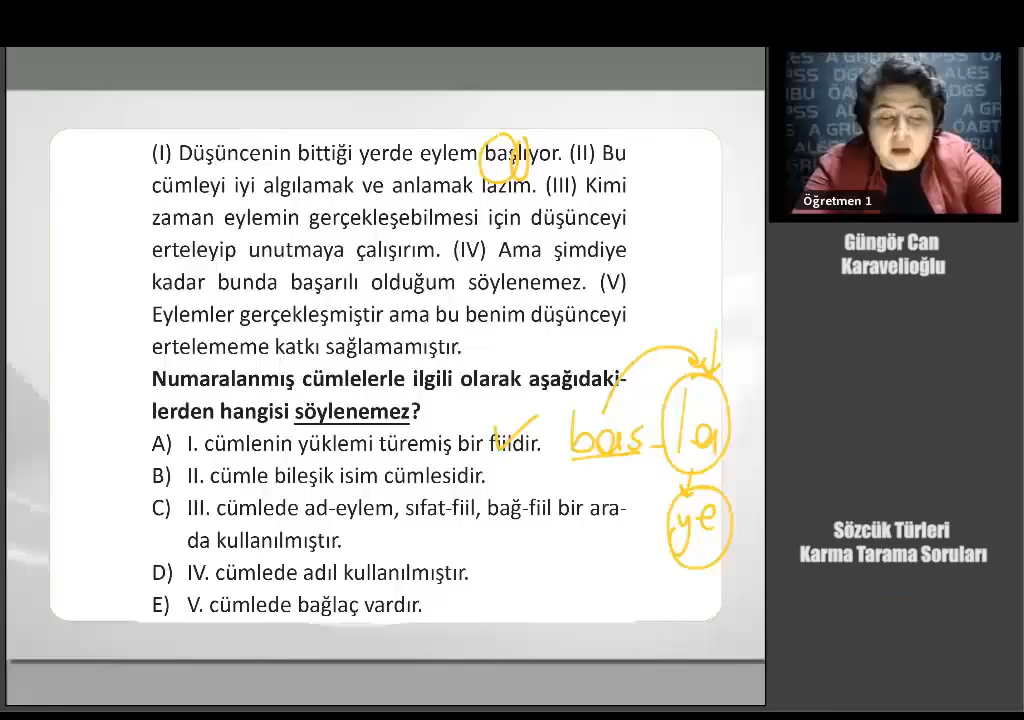 (I) Düşüncenin bittiği yerde eylem başlıyor. (II) Bu
cümleyi iyi algılamak ve anlamak lazım. (III) Kimi
zaman eylemin gerçekleşebilmesi için düşünceyi
erteleyip unutmaya çalışırım. (IV) Ama şimdiye
kadar bunda başarılı olduğum söylenemez. (V)
Eylemler gerçekleşmiştir ama bu benim düşünceyi
ertelememe katkı sağlamamıştır.
Numaralanmış cümlelerle ilgili olarak aşağıdaki-
lerden hangisi söylenemez?
A) I. cümlenin yüklemi türemiş bir fiildir.
B) II. cümle bileşik isim cümlesidir.
C) III. cümlede ad-eylem, sıfat-fiil, bağ-fiil bir ara-
da kullanılmıştır.
D) IV. cümlede adıl kullanılmıştır.
E) V. cümlede bağlaç vardır.
baş-la
ye
Öğretmen 1
Güngör Can
Karavelioğlu
Sözcük Türleri
Karma Tarama Soruları